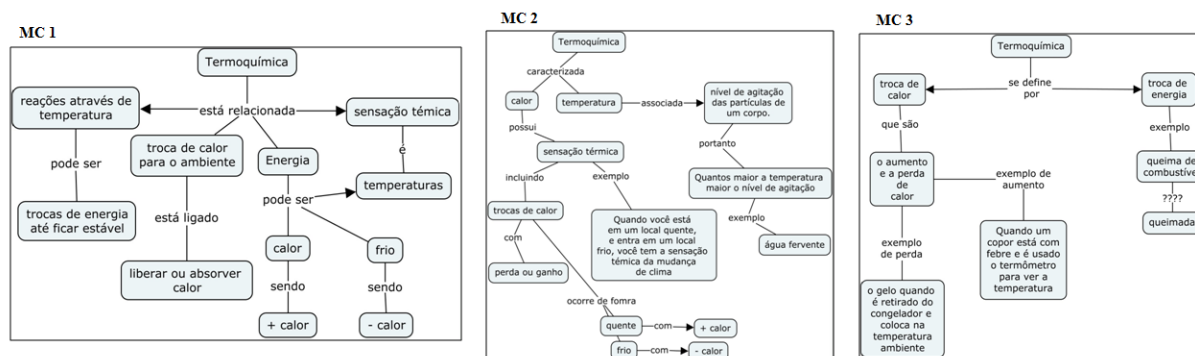 MC 1
Termoquímica
reações através de
temperatura
está relacionada
sensação témica
troca de calor
para o ambiente
Energia
é
pode ser
temperaturas
pode ser
trocas de energia
até ficar estável
está ligado
calor
frio
liberar ou absorver
calor
sendo
sendo
+ calor
- calor
MC 2
Termoquímica
caracterizada
calor
temperatura
associada
nível de agitação
das partículas de
um corpo.
possui
portanto
sensação térmica
incluindo
exemplo
Quantos maior a temperatura
maior o nível de agitação
trocas de calor
exemplo
Quando você está
em um local quente,
e entra em um local
frio, você tem a sensação
témica da mudança
de clima
com
água fervente
perda ou ganho
ocorre de fomra
quente
com
+ calor
frio
com
- calor
MC 3
Termoquímica
troca de
calor
se define
por
troca de
energia
que são
exemplo
o aumento
e a perda
de
calor
exemplo de
aumento
queima de
combustíve
????
queimada
Quando um
copor está com
febre e é usado
o termômetro
para ver a
temperatura
exemplo
de perda
o gelo quando
é retirado do
congelador e
coloca na
temperatura
ambiente